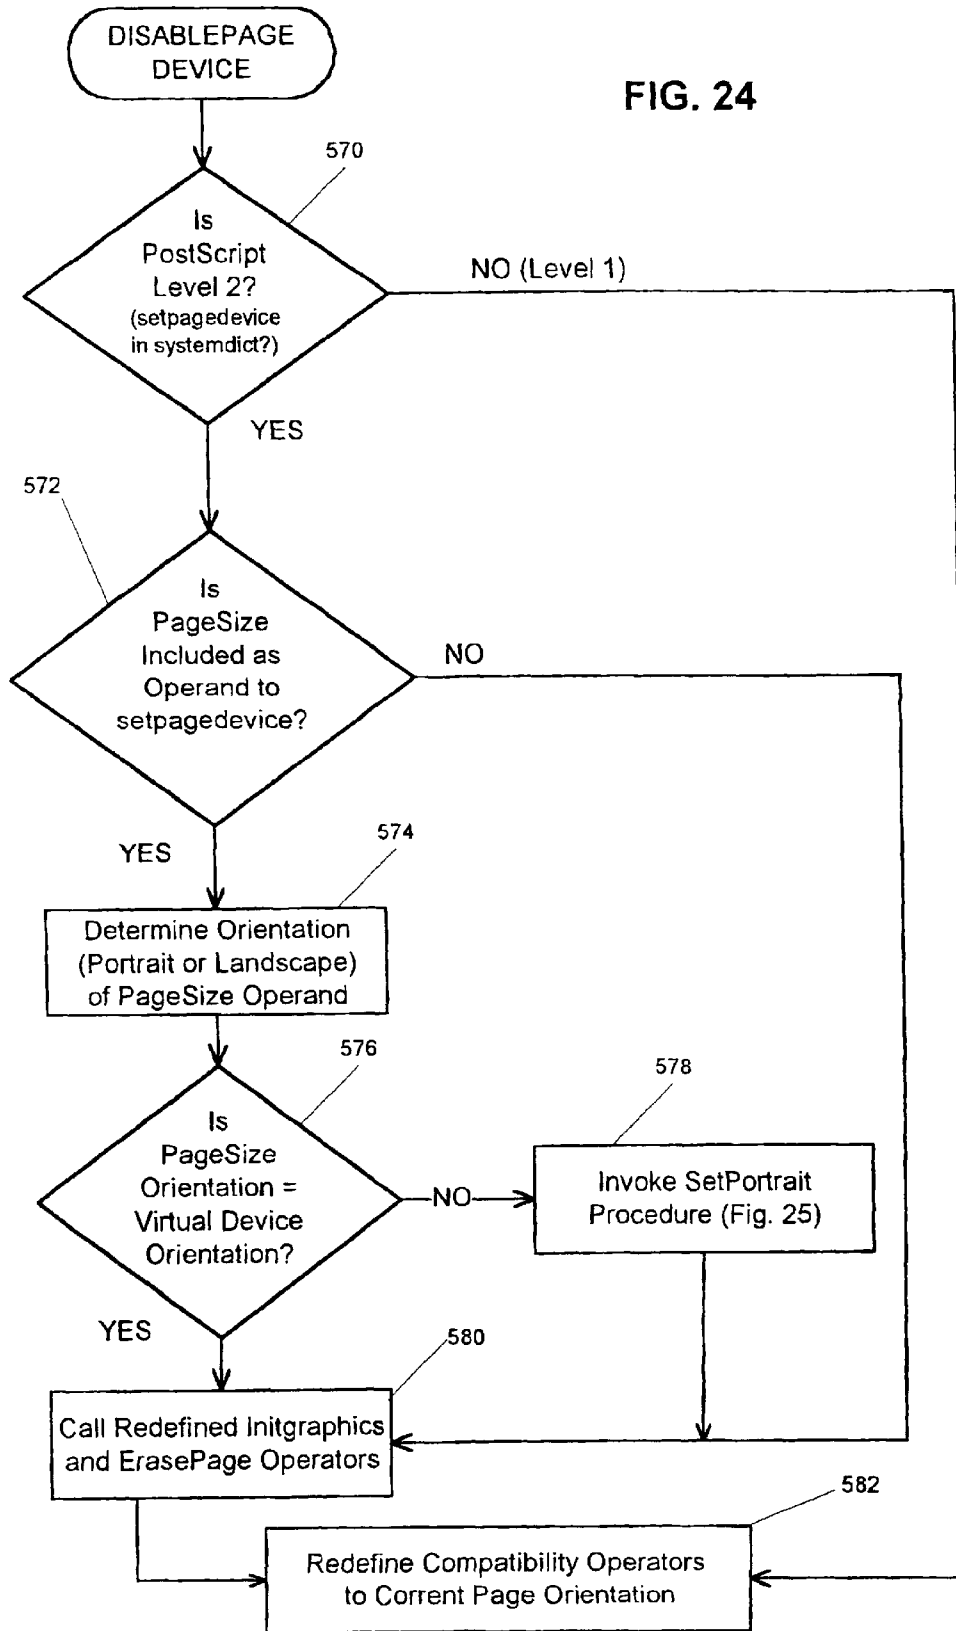 DISABLEPAGE
DEVICE
FIG. 24
570
Is
PostScript
Level 2?
(setpagedevice
in systemdict?)
NO (Level 1)
YES
572
Is
PageSize
Included as
Operand to
setpagedevice?
NO
YES
574
Determine Orientation
(Portrait or Landscape)
of PageSize Operand
576
Is
PageSize
Orientation =
Virtual Device
Orientation?
NO
578
Invoke SetPortrait
Procedure (Fig. 25)
YES
580
Call Redefined Initgraphics
and ErasePage Operators
582
Redefine Compatibility Operators
to Corrent Page Orientation